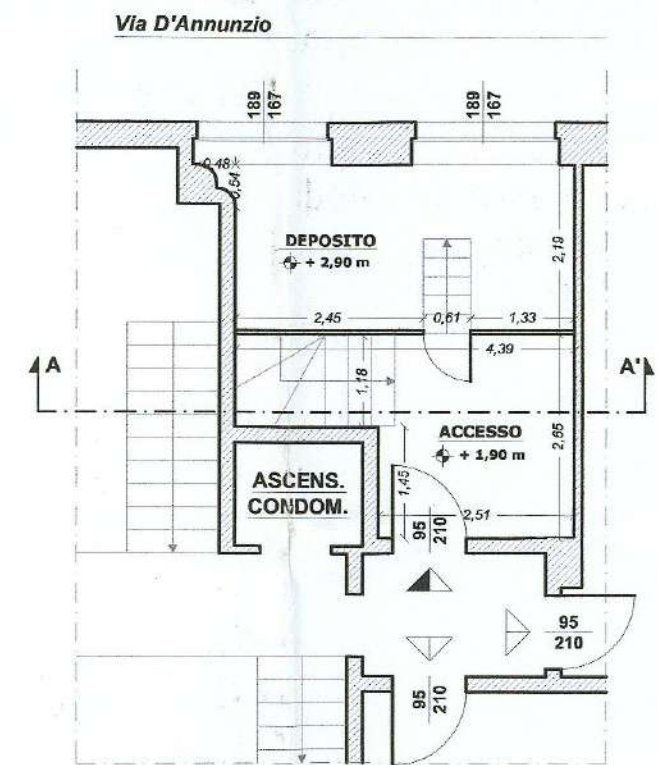 Via D'Annunzio
189
167
189
167
0,48
0,54
DEPOSITO
+ 2,90 m
2,19
2,45
0,61
1,33
4,39
A
A'
1,18
ACCESSO
+ 1,90 m
2,65
ASCENS.
CONDOM.
1,45
2,51
95
210
95
210
95
210